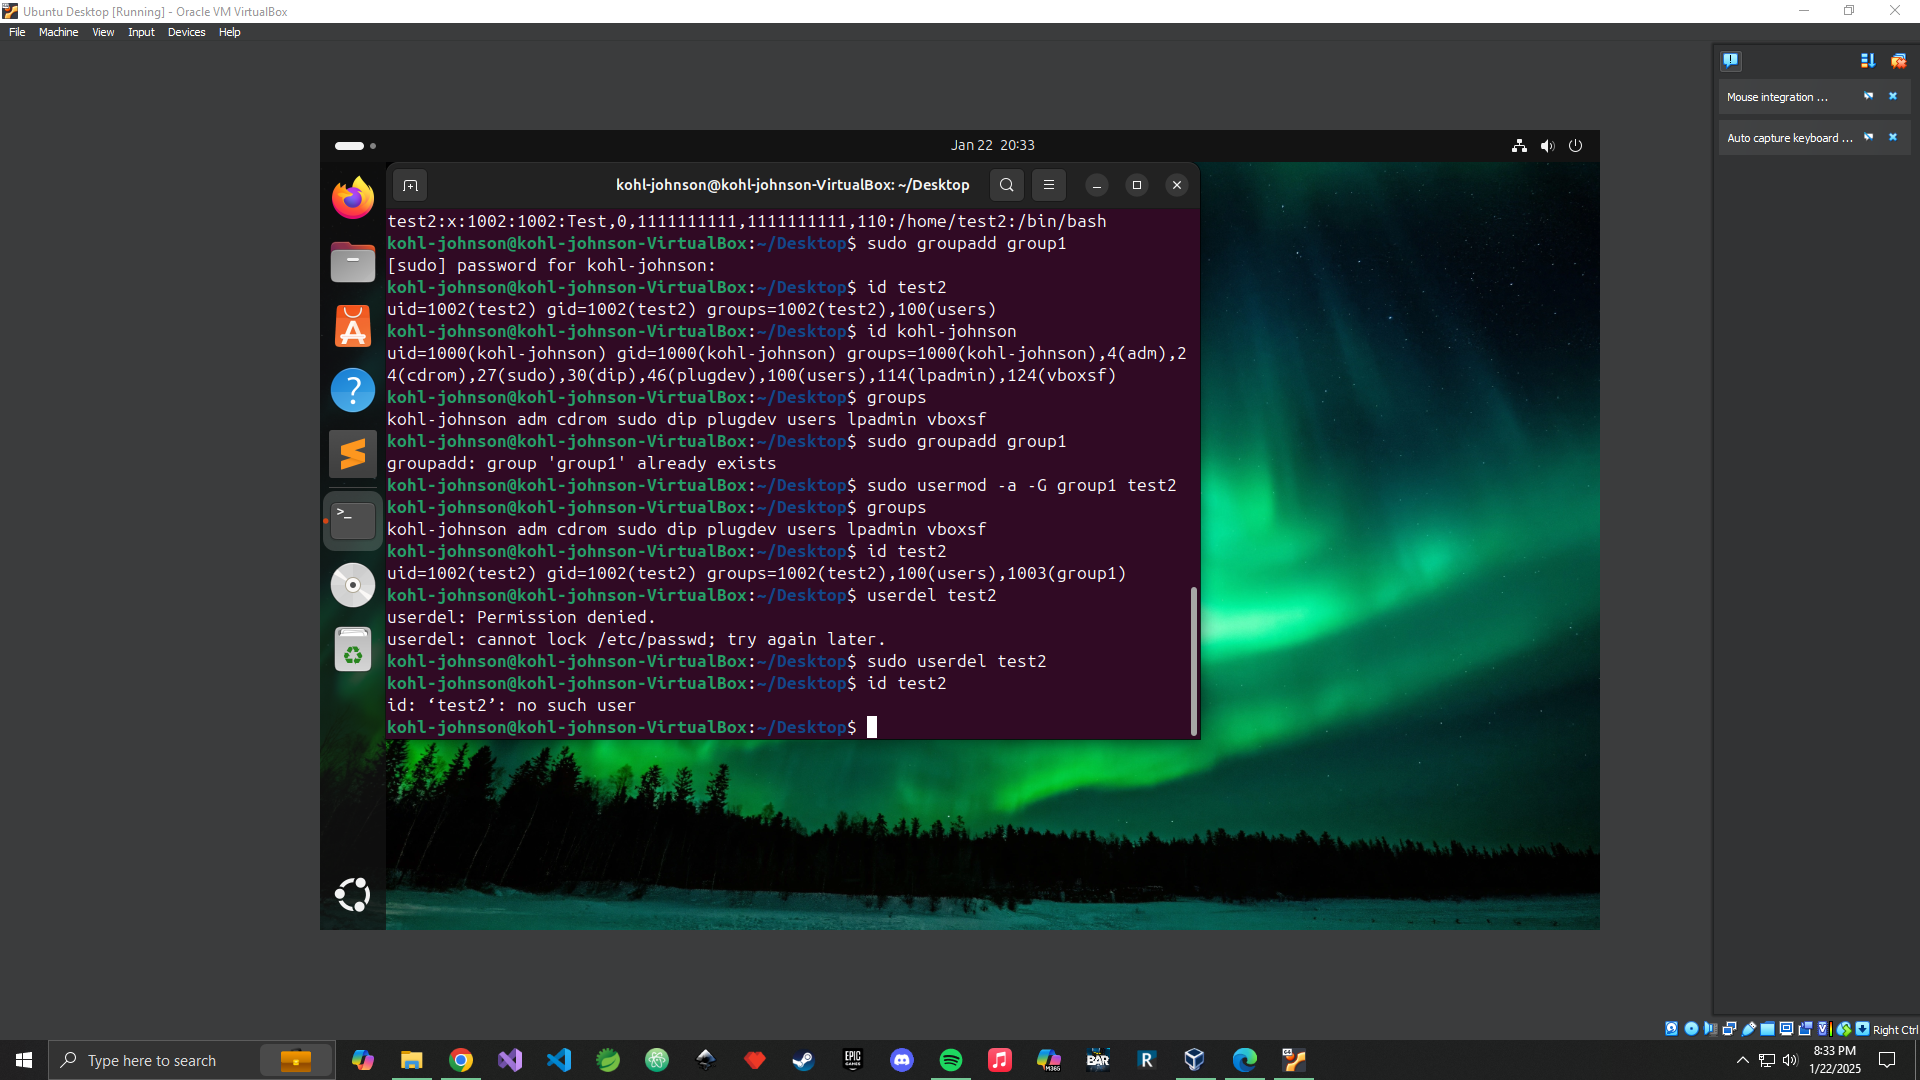 Ubuntu Desktop [Running] - Oracle VM VirtualBox
File Machine View Input Devices Help
Mouse integration ...
Auto capture keyboard ...
Jan 22 20:33
kohl-johnson@kohl-johnson-VirtualBox: ~/Desktop
test2:x:1002:1002:Test,0,1111111111,1111111111,110:/home/test2:/bin/bash
kohl-johnson@kohl-johnson-VirtualBox:~/Desktop$ sudo groupadd group1
[sudo] password for kohl-johnson:
kohl-johnson@kohl-johnson-VirtualBox:~/Desktop$ id test2
uid=1002(test2) gid=1002(test2) groups=1002(test2),100(users)
kohl-johnson@kohl-johnson-VirtualBox:~/Desktop$ id kohl-johnson
uid=1000(kohl-johnson) gid=1000(kohl-johnson) groups=1000(kohl-johnson),4(adm),2
4(cdrom),27(sudo),30(dip),46(plugdev),100(users),114(lpadmin),124(vboxsf)
kohl-johnson@kohl-johnson-VirtualBox:~/Desktop$ groups
kohl-johnson adm cdrom sudo dip plugdev users lpadmin vboxsf
kohl-johnson@kohl-johnson-VirtualBox:~/Desktop$ sudo groupadd group1
groupadd: group 'group1' already exists
kohl-johnson@kohl-johnson-VirtualBox:~/Desktop$ sudo usermod -a -G group1 test2
kohl-johnson@kohl-johnson-VirtualBox:~/Desktop$ groups
kohl-johnson adm cdrom sudo dip plugdev users lpadmin vboxsf
kohl-johnson@kohl-johnson-VirtualBox:~/Desktop$ id test2
uid=1002(test2) gid=1002(test2) groups=1002(test2),100(users),1003(group1)
kohl-johnson@kohl-johnson-VirtualBox:~/Desktop$ userdel test2
userdel: Permission denied.
userdel: cannot lock /etc/passwd; try again later.
kohl-johnson@kohl-johnson-VirtualBox:~/Desktop$ sudo userdel test2
kohl-johnson@kohl-johnson-VirtualBox:~/Desktop$ id test2
id: ‘test2’: no such user
kohl-johnson@kohl-johnson-VirtualBox:~/Desktop$
Right Ctrl
Type here to search
EPIC GAMES
M365
BAR
R
8:33 PM
1/22/2025